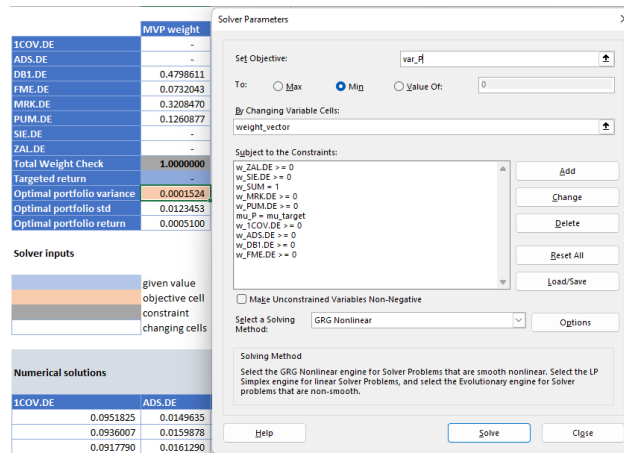 MVP weight
1COV.DE -
ADS.DE -
DB1.DE 0.4798611
FME.DE 0.0732043
MRK.DE 0.3208470
PUM.DE 0.1260877
SIE.DE -
ZAL.DE -
Total Weight Check 1.0000000
Targeted return -
Optimal portfolio variance 0.0001524
Optimal portfolio std 0.0123453
Optimal portfolio return 0.0005100
Solver inputs
given value
objective cell
constraint
changing cells
Numerical solutions
1COV.DE ADS.DE
0.0951825 0.0149635
0.0936007 0.0159878
0.0917790 0.0161290
Solver Parameters
Set Objective: var_P
To: Max Min Value Of: 0
By Changing Variable Cells:
weight_vector
Subject to the Constraints:
w_ZAL.DE >= 0
w_SIE.DE >= 0
w_SUM = 1
w_MRK.DE >= 0
w_PUM.DE >= 0
mu_P = mu_target
w_1COV.DE >= 0
w_ADS.DE >= 0
w_DB1.DE >= 0
w_FME.DE >= 0
Add
Change
Delete
Reset All
Load/Save
Make Unconstrained Variables Non-Negative
Select a Solving Method: GRG Nonlinear
Options
Solving Method
Select the GRG Nonlinear engine for Solver Problems that are smooth nonlinear. Select the LP
Simplex engine for linear Solver Problems, and select the Evolutionary engine for Solver
problems that are non-smooth.
Help
Solve
Close